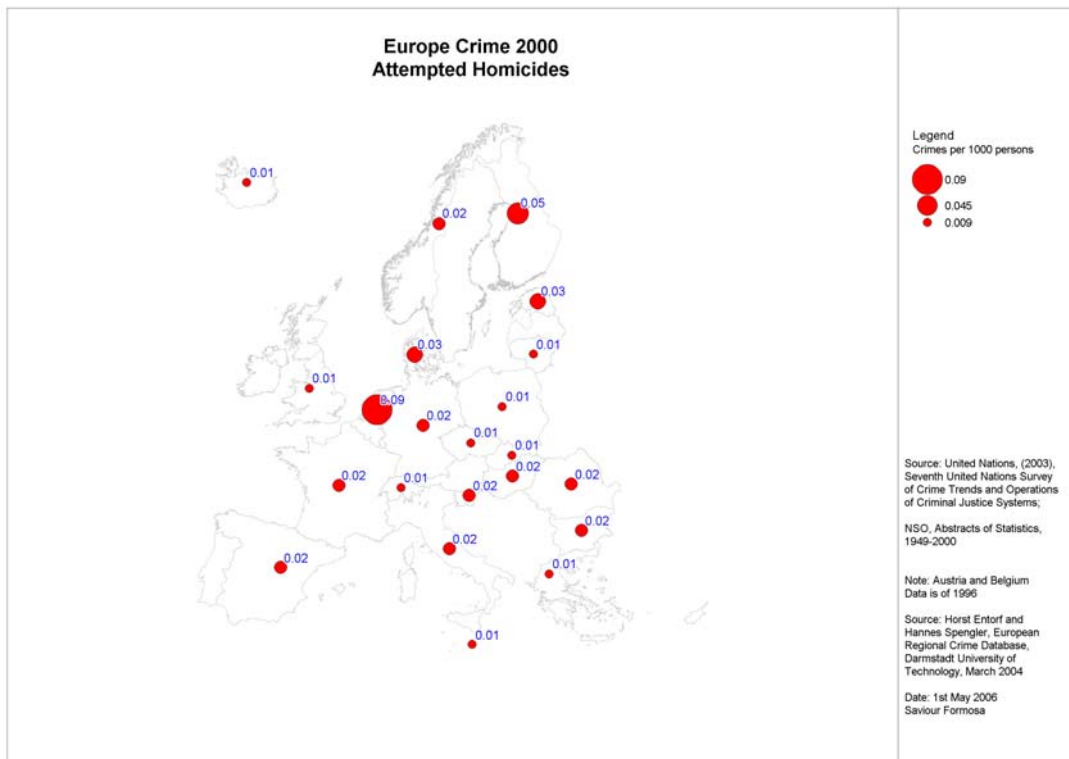 Europe Crime 2000
Attempted Homicides
Legend
Crimes per 1000 persons
0.09
0.045
0.009
0.01
0.02
0.05
0.03
0.03
0.01
0.01
0.09
0.01
0.02
0.01
0.01
0.02
0.02
0.01
0.02
0.02
0.02
0.02
0.02
0.01
0.01
Source: United Nations, (2003),
Seventh United Nations Survey
of Crime Trends and Operations
of Criminal Justice Systems;
NSO, Abstracts of Statistics,
1949-2000
Note: Austria and Belgium
Data is of 1996
Source: Horst Entorf and
Hannes Spengler, European
Regional Crime Database,
Darmstadt University of
Technology, March 2004
Date: 1st May 2006
Saviour Formosa